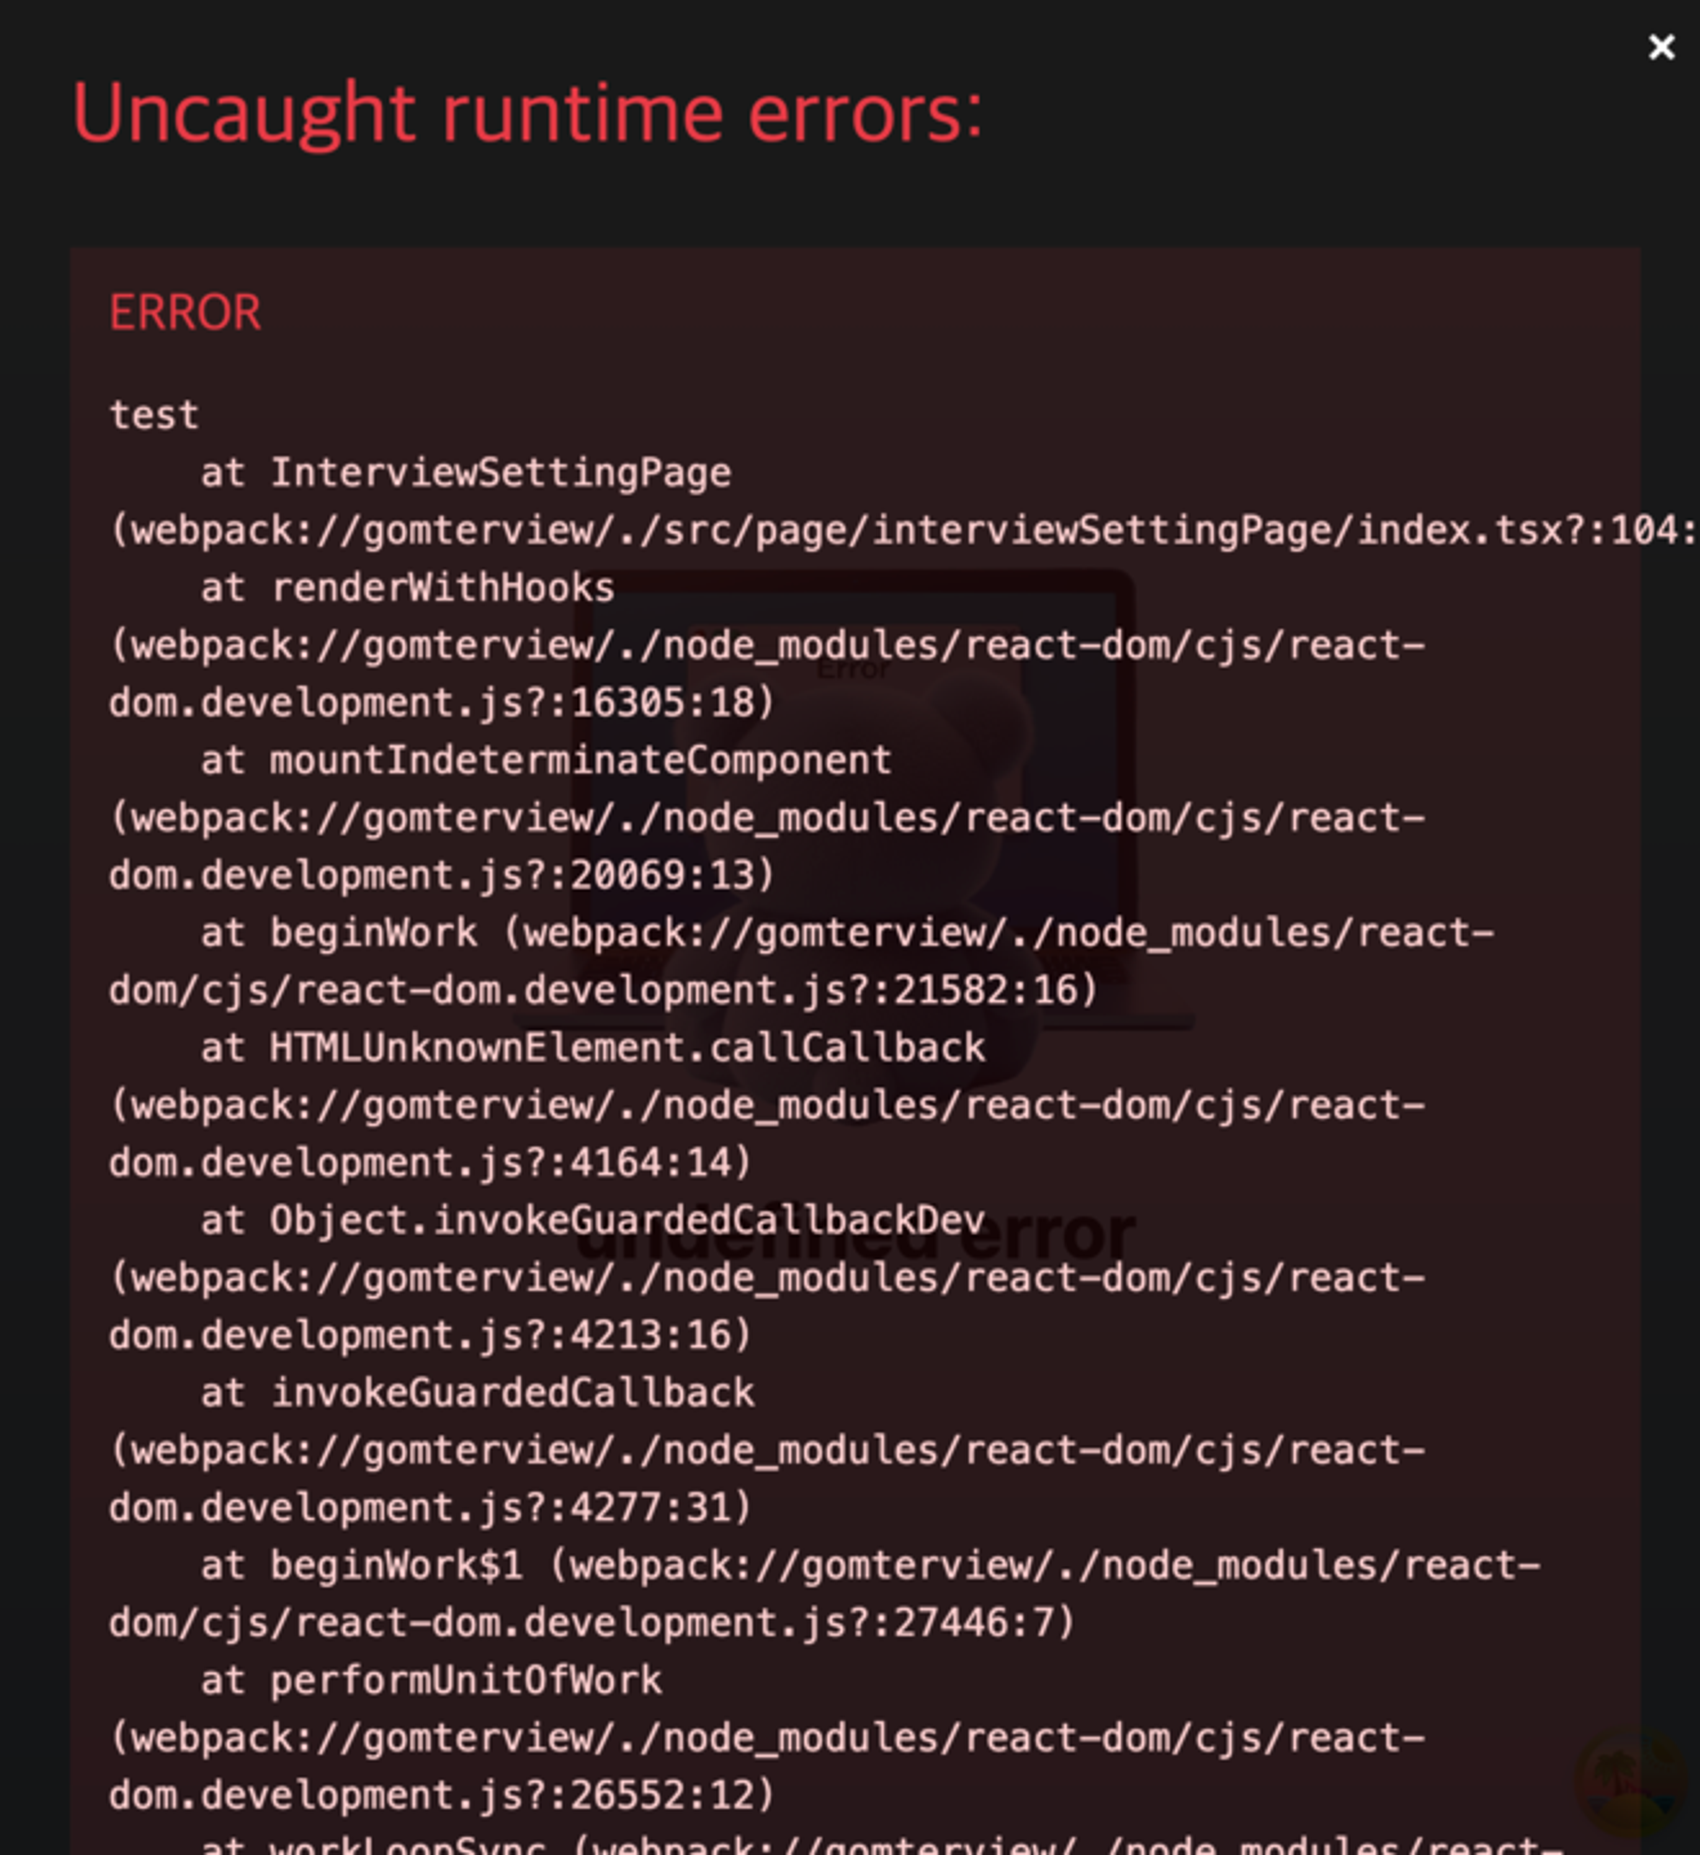 Uncaught runtime errors:
ERROR
test
at InterviewSettingPage
(webpack://gomterview/./src/page/interviewSettingPage/index.tsx?:104:
at renderWithHooks
(webpack://gomterview/./node_modules/react-dom/cjs/react-
dom.development.js?:16305:18)
at mountIndeterminateComponent
(webpack://gomterview/./node_modules/react-dom/cjs/react-
dom.development.js?:20069:13)
at beginWork (webpack://gomterview/./node_modules/react-
dom/cjs/react-dom.development.js?:21582:16)
at HTMLUnknownElement.callCallback
(webpack://gomterview/./node_modules/react-dom/cjs/react-
dom.development.js?:4164:14)
at Object.invokeGuardedCallbackDev
(webpack://gomterview/./node_modules/react-dom/cjs/react-
dom.development.js?:4213:16)
at invokeGuardedCallback
(webpack://gomterview/./node_modules/react-dom/cjs/react-
dom.development.js?:4277:31)
at beginWork$1 (webpack://gomterview/./node_modules/react-
dom/cjs/react-dom.development.js?:27446:7)
at performUnitOfWork
(webpack://gomterview/./node_modules/react-dom/cjs/react-
dom.development.js?:26552:12)
at workLoopSync (webpack://gomterview/./node_modules/react-
Error
undefined error